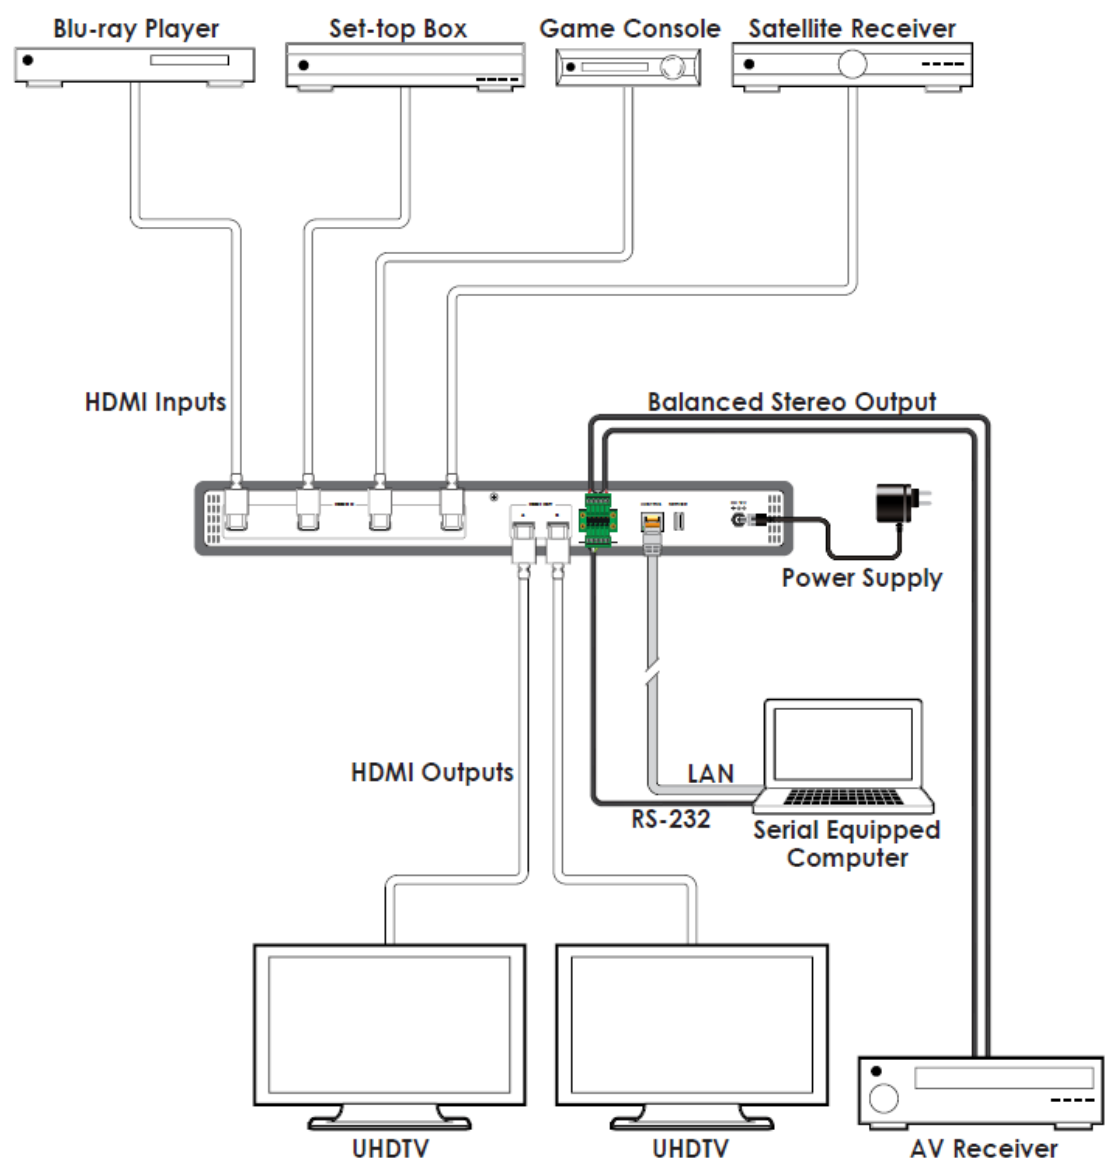 Blu-ray Player
Set-top Box
Game Console
Satellite Receiver
HDMI Inputs
Balanced Stereo Output
Power Supply
HDMI Outputs
LAN
RS-232
Serial Equipped
Computer
UHDTV
UHDTV
AV Receiver